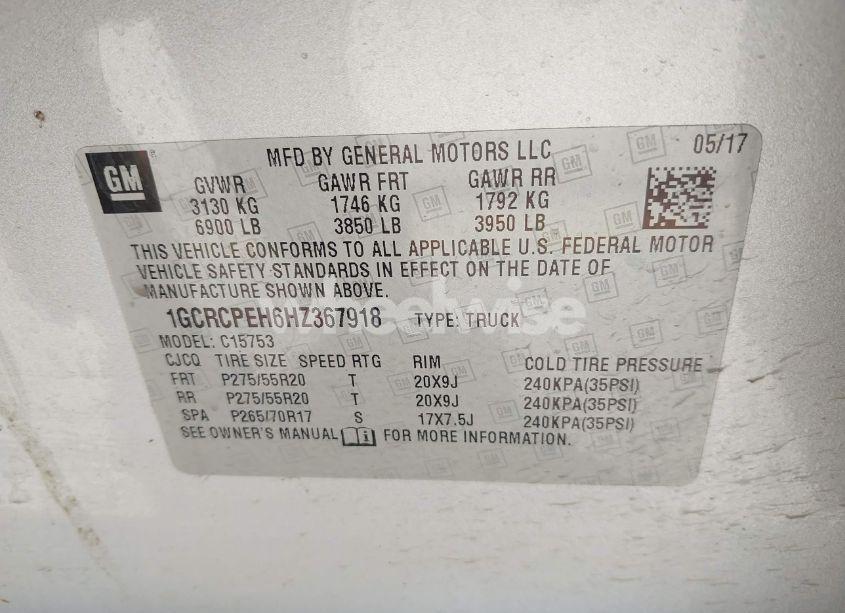 GM
MFD BY GENERAL MOTORS LLC 05/17
GVWR GAWR FRT GAWR RR
3130 KG 1746 KG 1792 KG
6900 LB 3850 LB 3950 LB
THIS VEHICLE CONFORMS TO ALL APPLICABLE U.S. FEDERAL MOTOR
VEHICLE SAFETY STANDARDS IN EFFECT ON THE DATE OF
MANUFACTURE SHOWN ABOVE.
Wheelwise
1GCRCPEH6HZ367918 TYPE: TRUCK
MODEL: C15753
CJCQ TIRE SIZE SPEED RTG RIM COLD TIRE PRESSURE
FRT P275/55R20 T 20X9J 240KPA(35PSI)
RR P275/55R20 T 20X9J 240KPA(35PSI)
SPA P265/70R17 S 17X7.5J 240KPA(35PSI)
SEE OWNER'S MANUAL i FOR MORE INFORMATION.